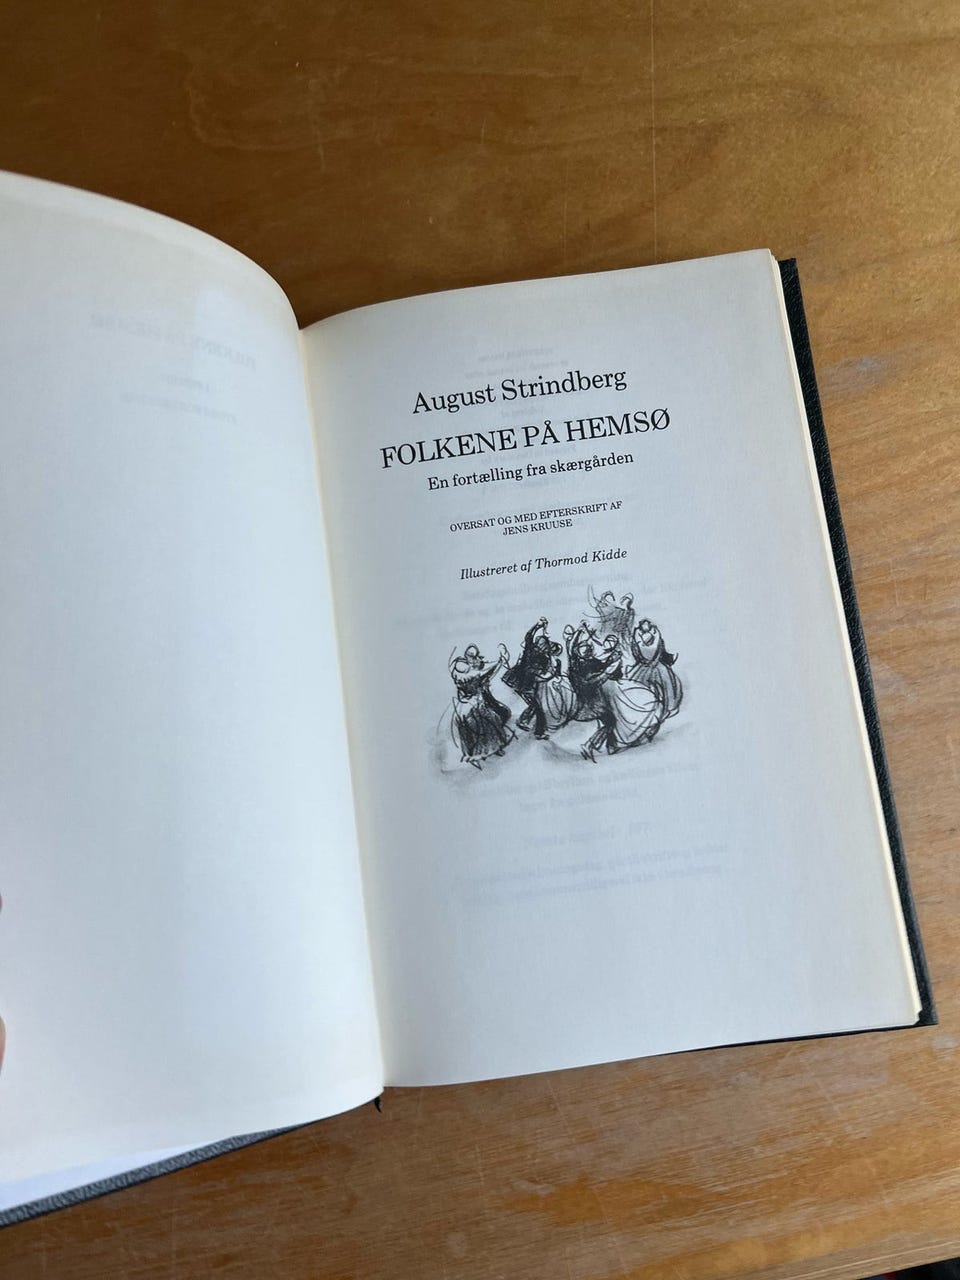 August Strindberg
FOLKENE PÅ HEMSØ
En fortælling fra skærgården
OVERSAT OG MED EFTERSKRIFT AF
JENS KRUUSE
Illustreret af Thormod Kidde